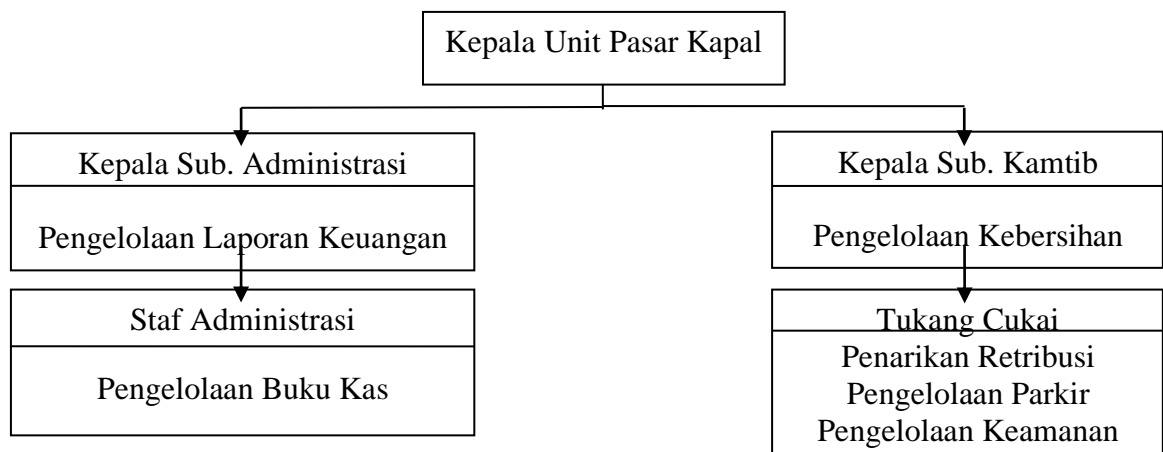 Kepala Unit Pasar Kapal
Kepala Sub. Administrasi
Pengelolaan Laporan Keuangan
Staf Administrasi
Pengelolaan Buku Kas
Kepala Sub. Kamtib
Pengelolaan Kebersihan
Tukang Cukai
Penarikan Retribusi
Pengelolaan Parkir
Pengelolaan Keamanan